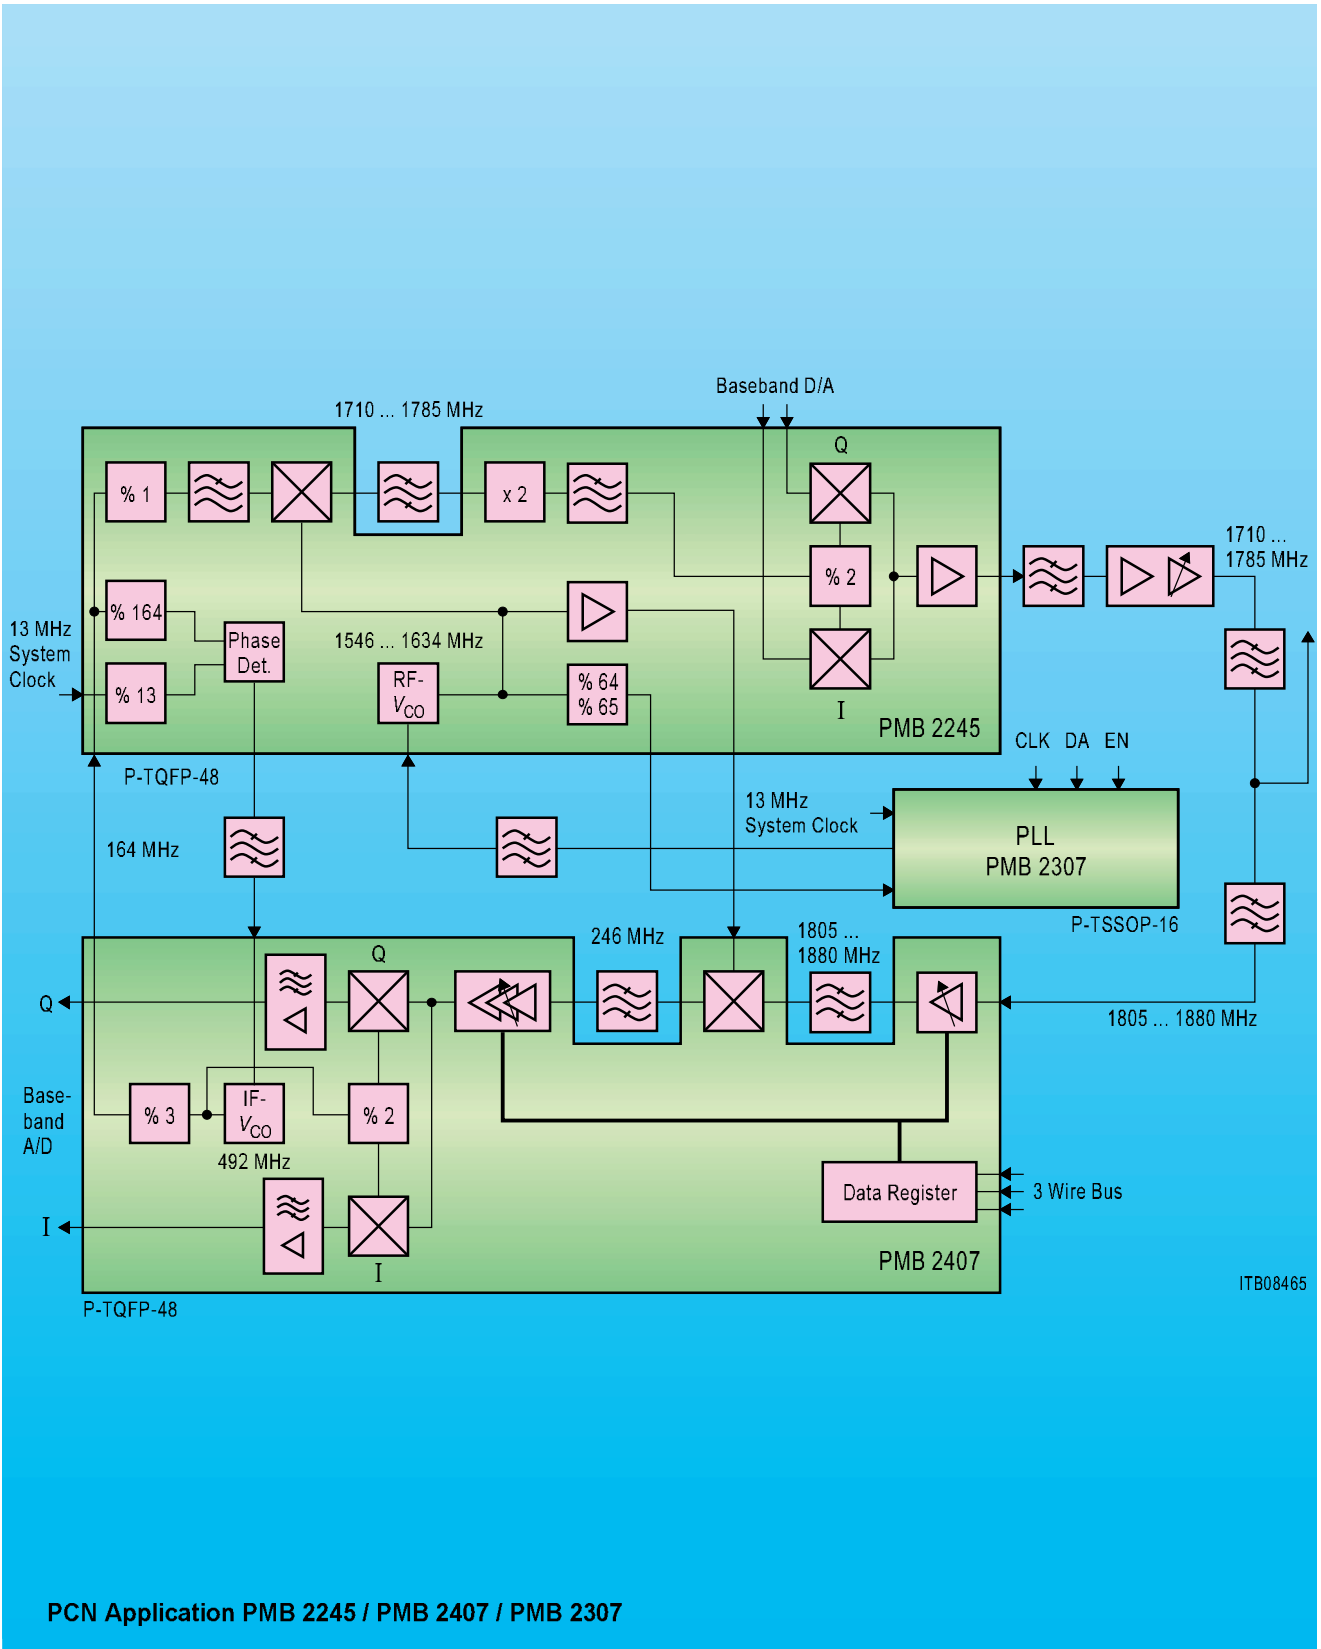 Baseband D/A
1710 ... 1785 MHz
Q
% 1
x 2
1710 ...
1785 MHz
% 2
% 164
13 MHz
System
Clock
Phase
Det.
1546 ... 1634 MHz
% 13
RF-
VCO
% 64
% 65
I
PMB 2245
CLK DA EN
P-TQFP-48
13 MHz
System Clock
PLL
PMB 2307
164 MHz
P-TSSOP-16
246 MHz
1805 ...
1880 MHz
Q
Q
1805 ... 1880 MHz
Base-
band
A/D
% 3
IF-
VCO
% 2
492 MHz
Data Register
3 Wire Bus
I
I
PMB 2407
ITB08465
P-TQFP-48
PCN Application PMB 2245 / PMB 2407 / PMB 2307